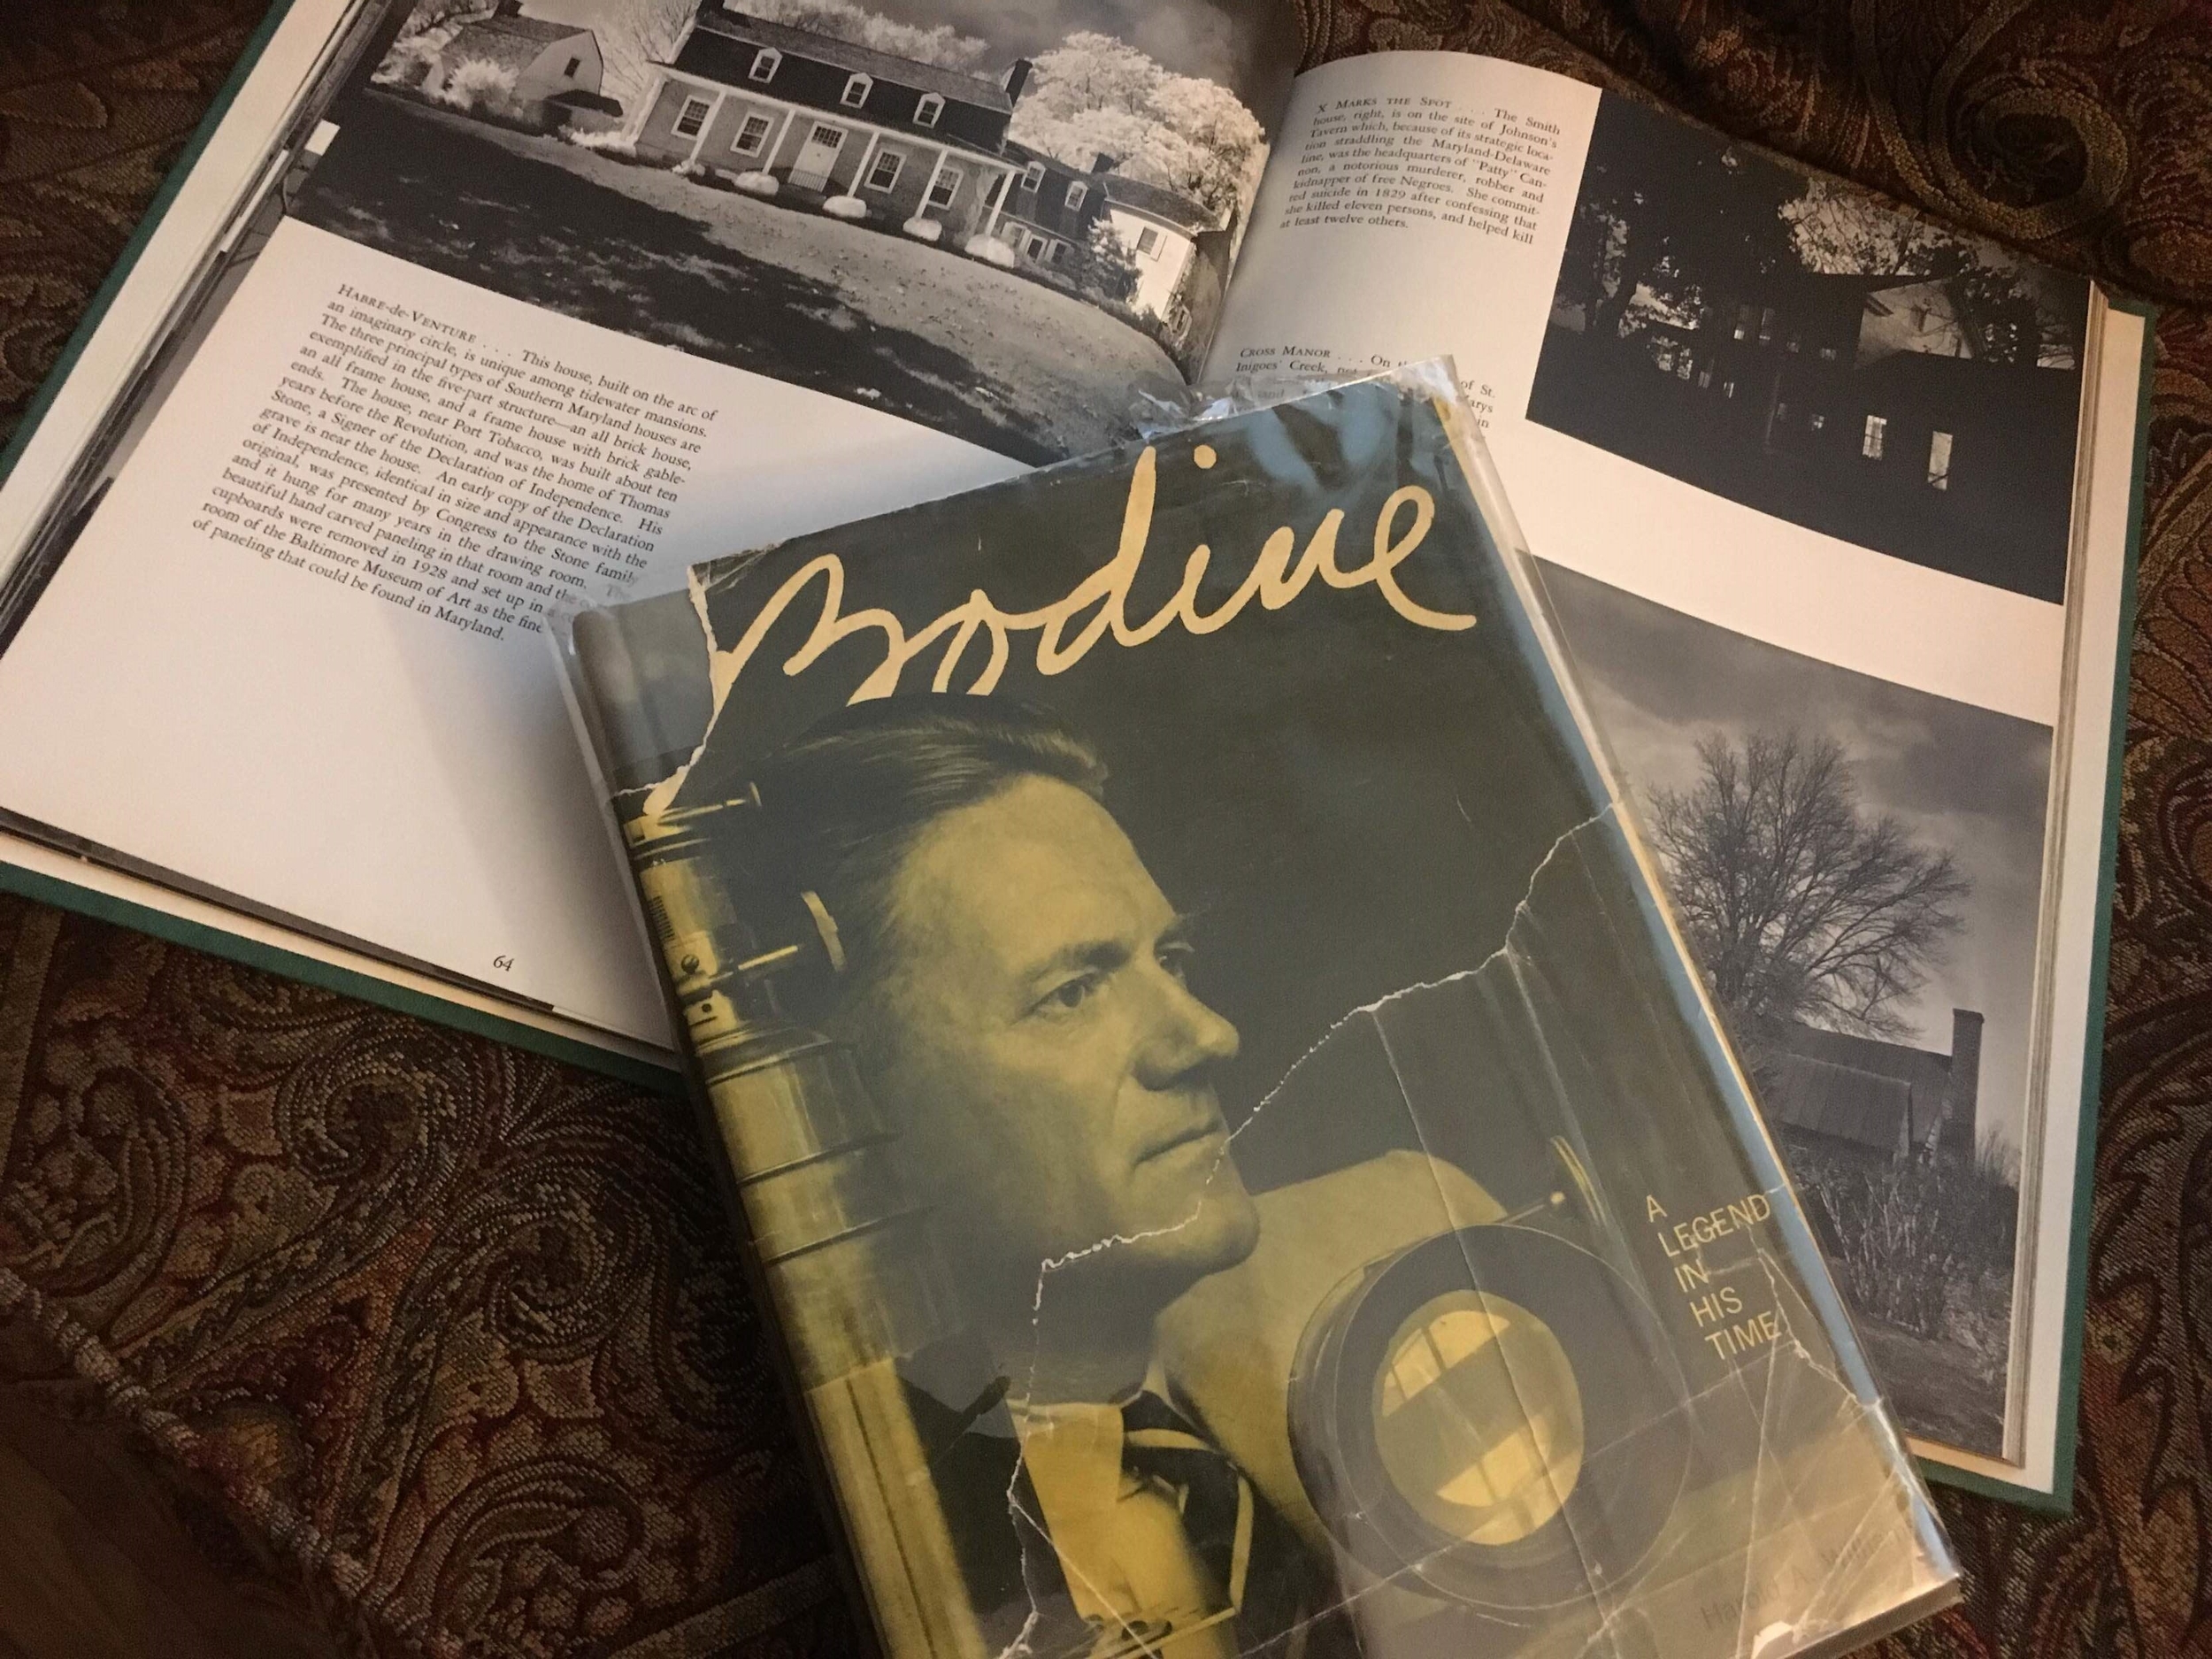 HABRE-de-VENTURE . . . . This house, built on the arc of
an imaginary circle, is unique among tidewater mansions.
The three principal types of Southern Maryland houses are
exemplified in the five-part structure—an all brick house,
an all frame house, and a frame house with brick gable-
ends. The house, near Port Tobacco, was built about ten
years before the Revolution, and was the home of Thomas
Stone, a Signer of the Declaration of Independence. His
grave is near the house. An early copy of the Declaration
of Independence, identical in size and appearance with the
original, was presented by Congress to the Stone family
and it hung for many years in the drawing room. The
beautiful hand carved paneling in that room and the
cupboards were removed in 1928 and set up in a
room of the Baltimore Museum of Art as the
of paneling that could be found in Maryland.
64
X MARKS THE SPOT . . . . The Smith
house, right, is on the site of Johnson's
Tavern which, because of its strategic loca-
tion straddling the Maryland-Delaware
line, was the headquarters of "Patty" Can-
non, a notorious murderer, robber and
kidnapper of free Negroes. She commit-
ted suicide in 1829 after confessing that
she killed eleven persons, and helped kill
at least twelve others.
CROSS MANOR . . . . On of St.
Inigoes' Creek,
in
Bodine
A
LEGEND
IN
HIS
TIME
Harold A.